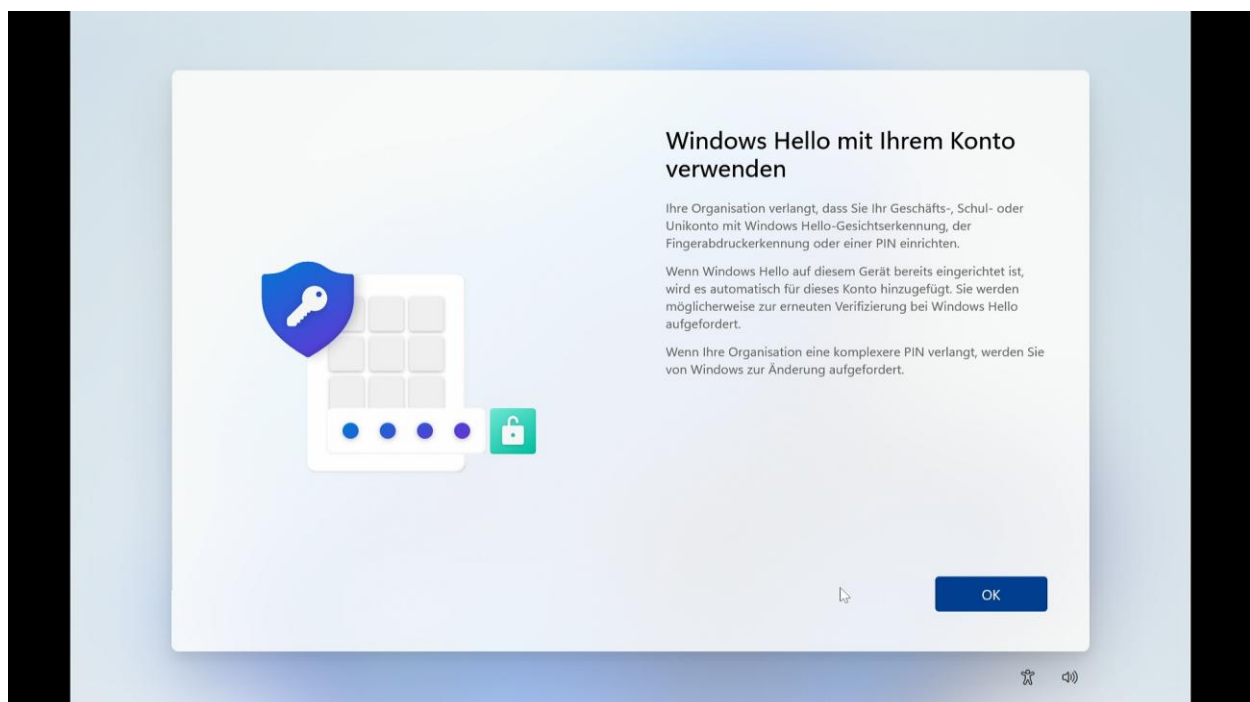 Windows Hello mit Ihrem Konto
verwenden
Ihre Organisation verlangt, dass Sie Ihr Geschäfts-, Schul- oder
Unikonto mit Windows Hello-Gesichtserkennung, der
Fingerabdruckerkennung oder einer PIN einrichten.
Wenn Windows Hello auf diesem Gerät bereits eingerichtet ist,
wird es automatisch für dieses Konto hinzugefügt. Sie werden
möglicherweise zur erneuten Verifizierung bei Windows Hello
aufgefordert.
Wenn Ihre Organisation eine komplexere PIN verlangt, werden Sie
von Windows zur Änderung aufgefordert.
OK